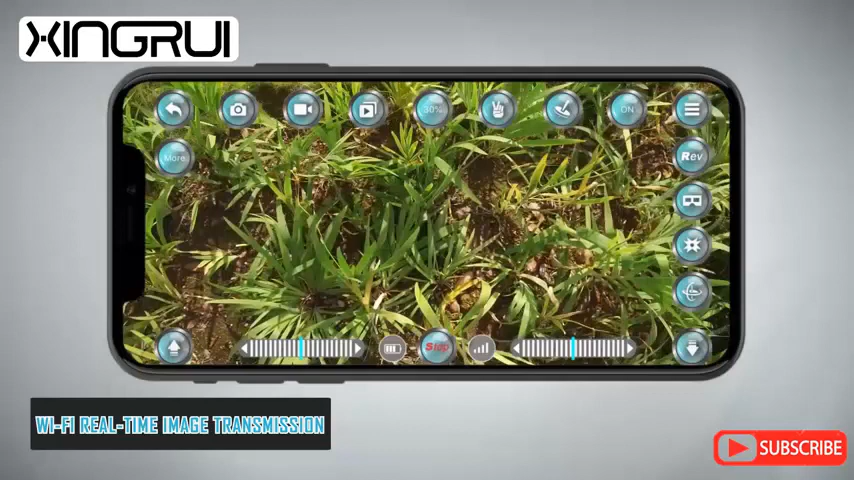 XINGRUI
30%
ON
More
Rev
Stop
WI-FI REAL-TIME IMAGE TRANSMISSION
SUBSCRIBE